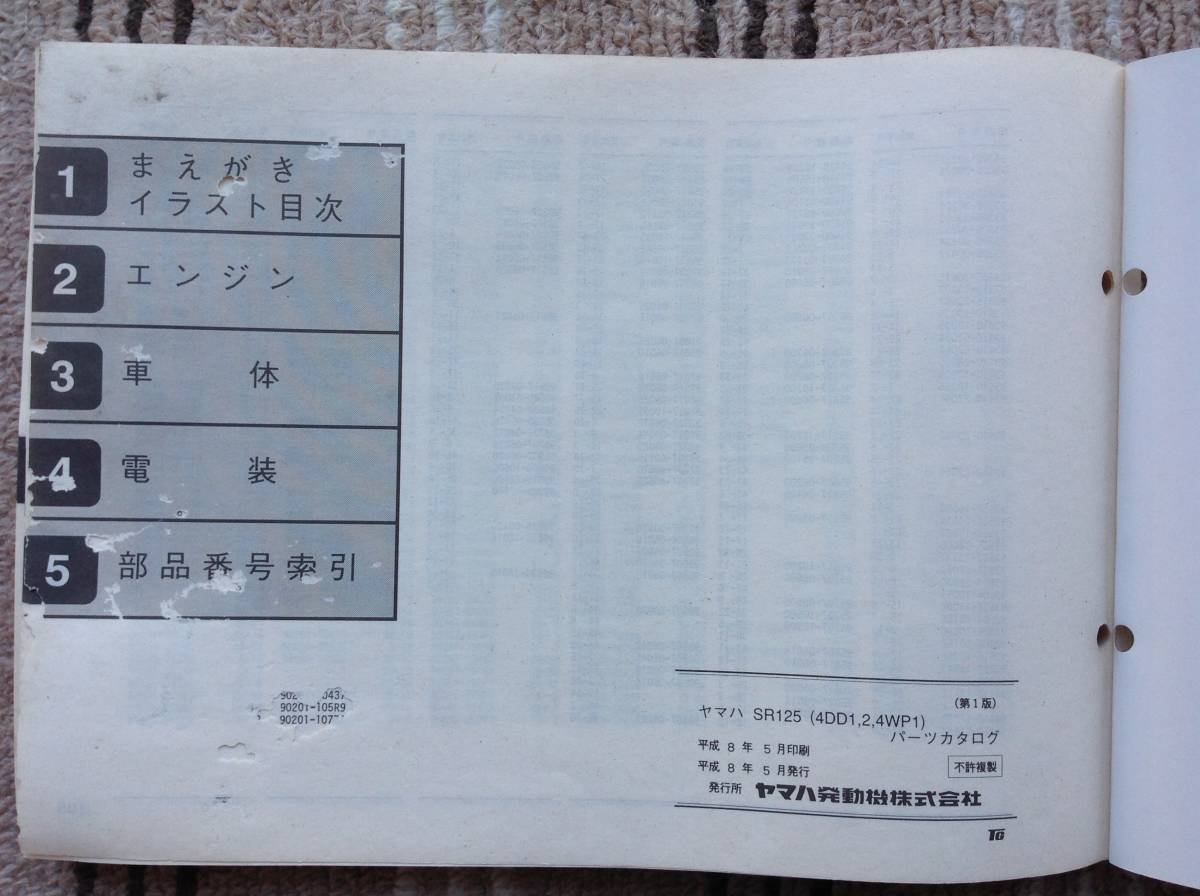 1 まえがき
イラスト目次
2 エンジン
3 車体
4 電装
5 部品番号索引
90201-105R9
(第1版)
ヤマハ SR125 (4DD1,2,4WP1)
パーツカタログ
平成 8 年 5 月印刷
平成 8 年 5 月発行
不許複製
発行所 ヤマハ発動機株式会社
TG